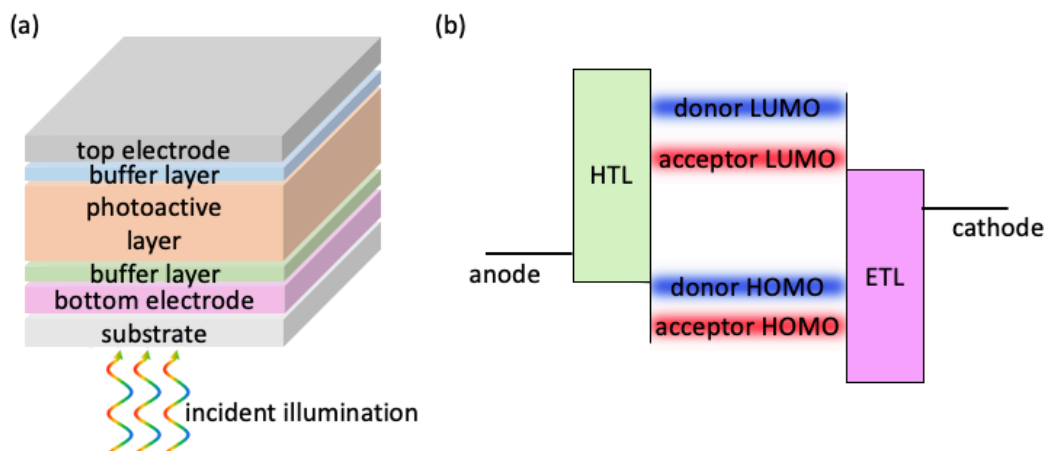 (a)
top electrode
buffer layer
photoactive
layer
buffer layer
bottom electrode
substrate
incident illumination
(b)
donor LUMO
acceptor LUMO
HTL
cathode
anode
donor HOMO
ETL
acceptor HOMO